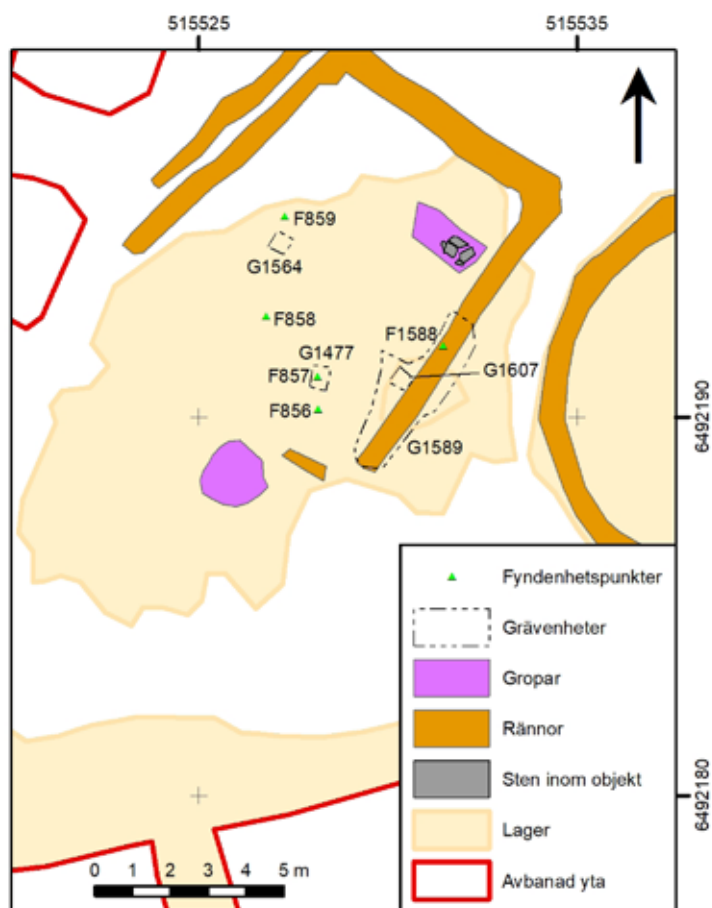 515525 515535
F859
G1564
F858
F1588
G1477
G1607
F857
F856
6492190
G1589
Fyndenhetspunkter
Grävenheter
Gropar
Rännor
Sten inom objekt
6492180
Lager
0 1 2 3 4 5 m
Avbanad yta